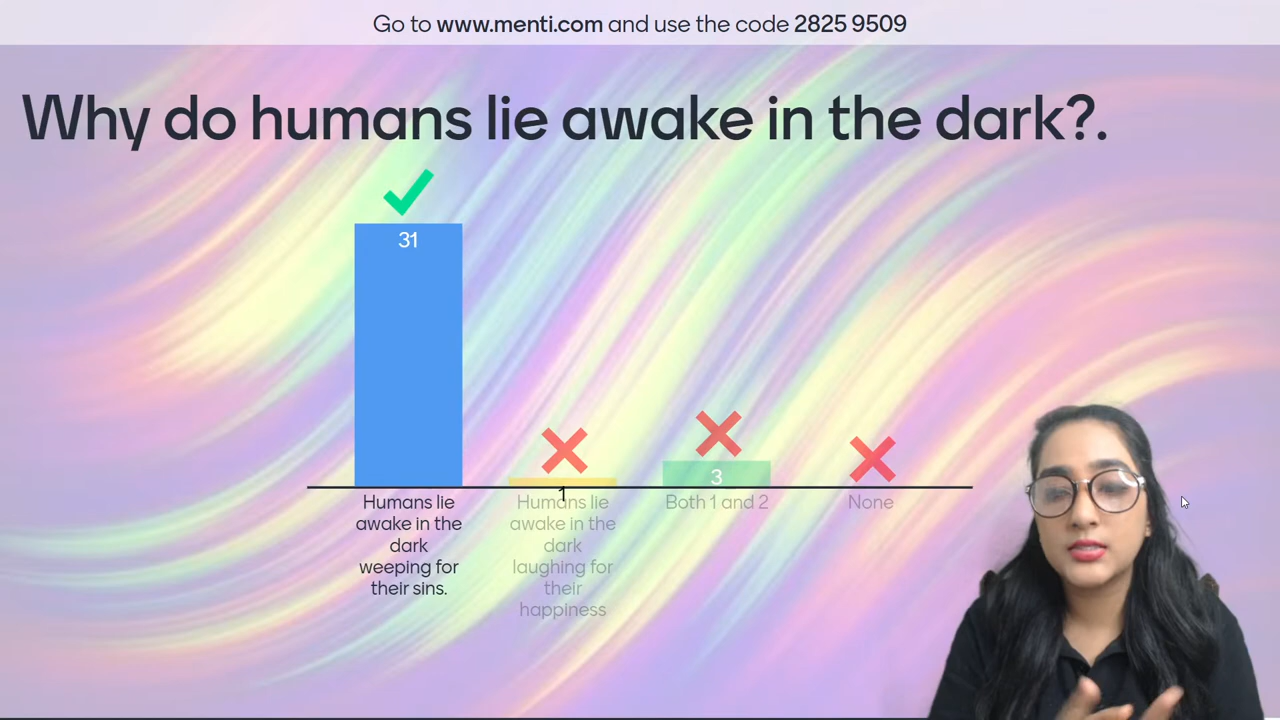 Go to www.menti.com and use the code 2825 9509
Why do humans lie awake in the dark?.
31
1
3
Humans lie
awake in the
dark
weeping for
their sins.
Humans lie
awake in the
dark
laughing for
their
happiness
Both 1 and 2
None